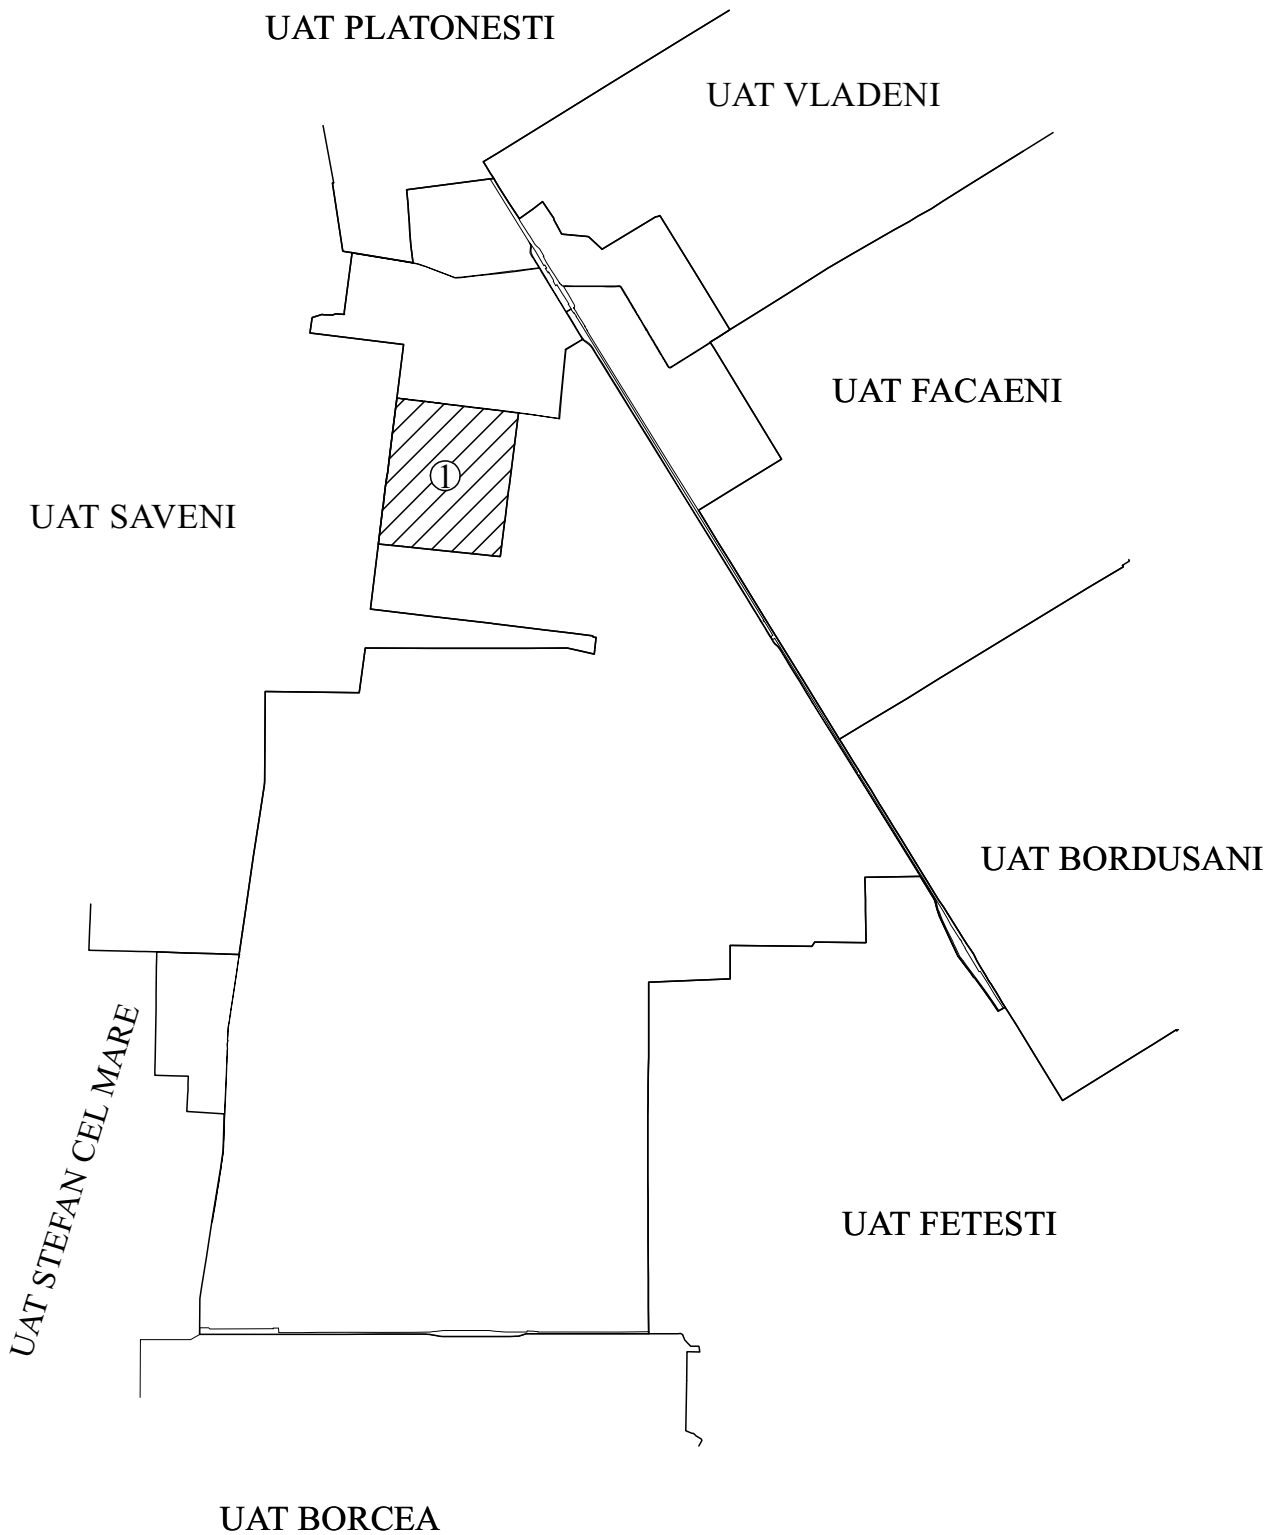 UAT PLATONESTI
UAT VLADENI
UAT FACAENI
1
UAT SAVENI
UAT BORDUSANI
UAT STEFAN CEL MARE
UAT FETESTI
UAT BORCEA